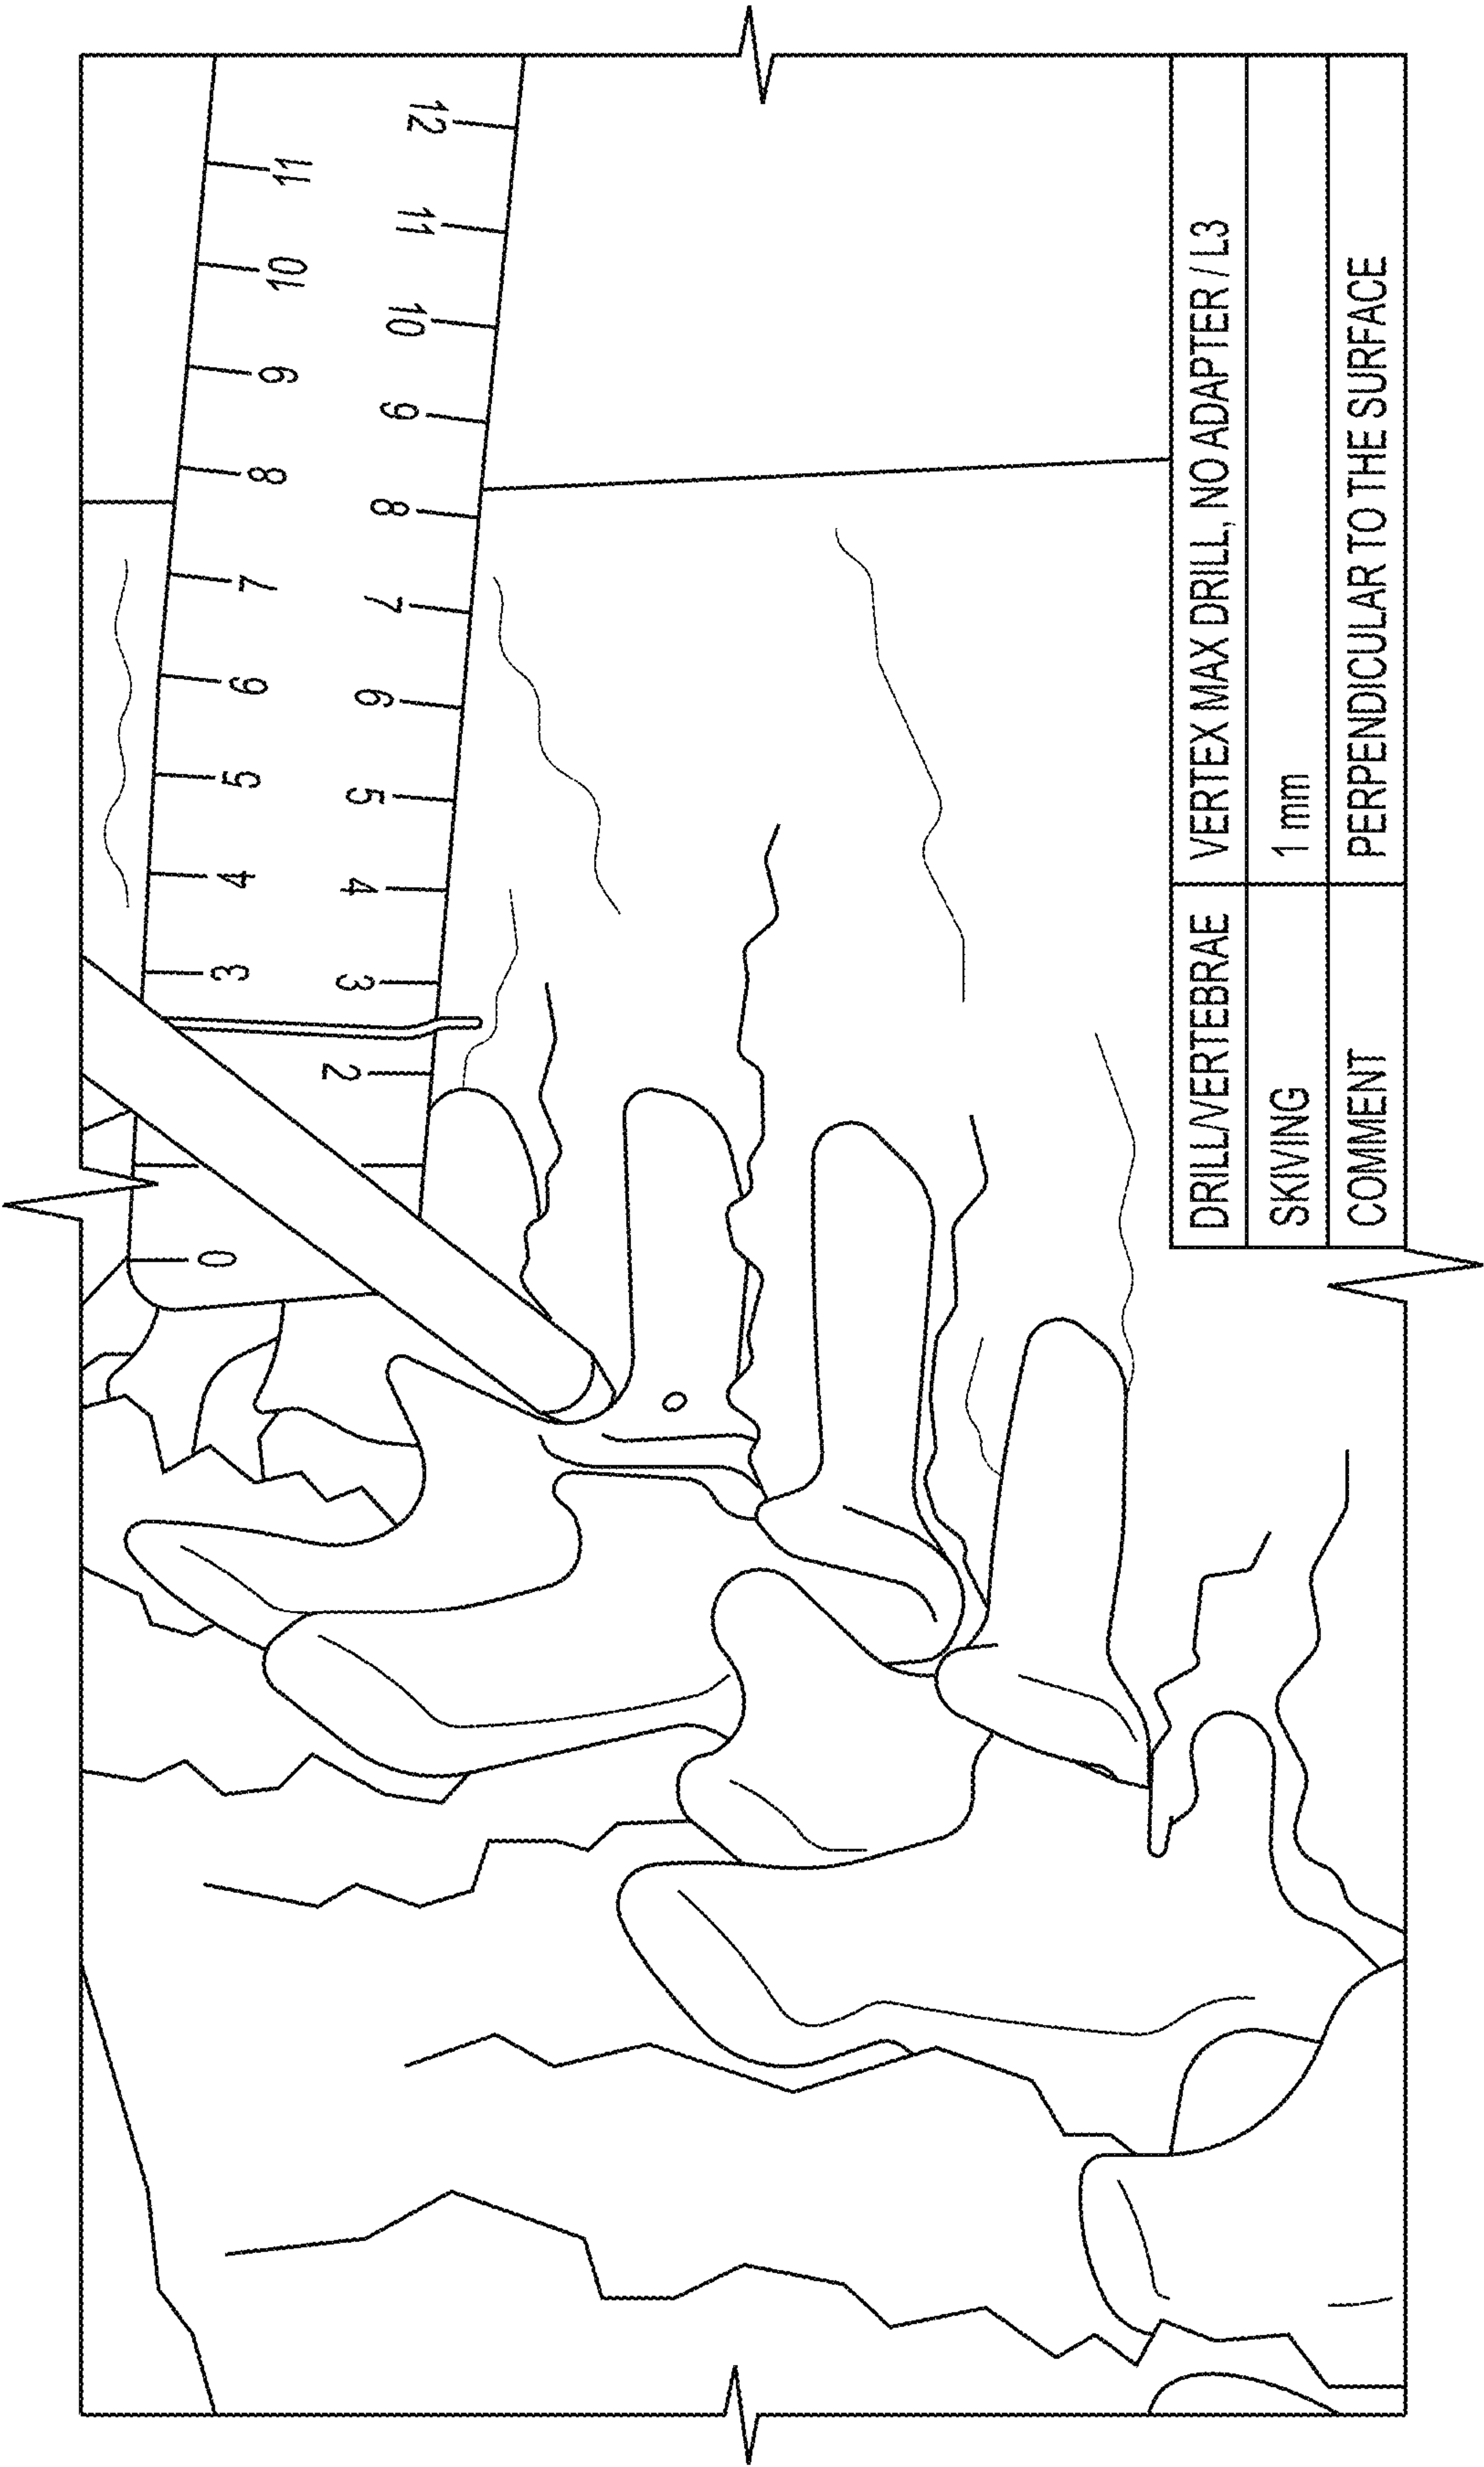 0 3 4 5 6 7 8 9 10 11
2 3 4 5 6 7 8 9 10 11 12
DRILL/VERTEBRAE VERTEX MAX DRILL, NO ADAPTER / L3
SKIVING 1 mm
COMMENT PERPENDICULAR TO THE SURFACE